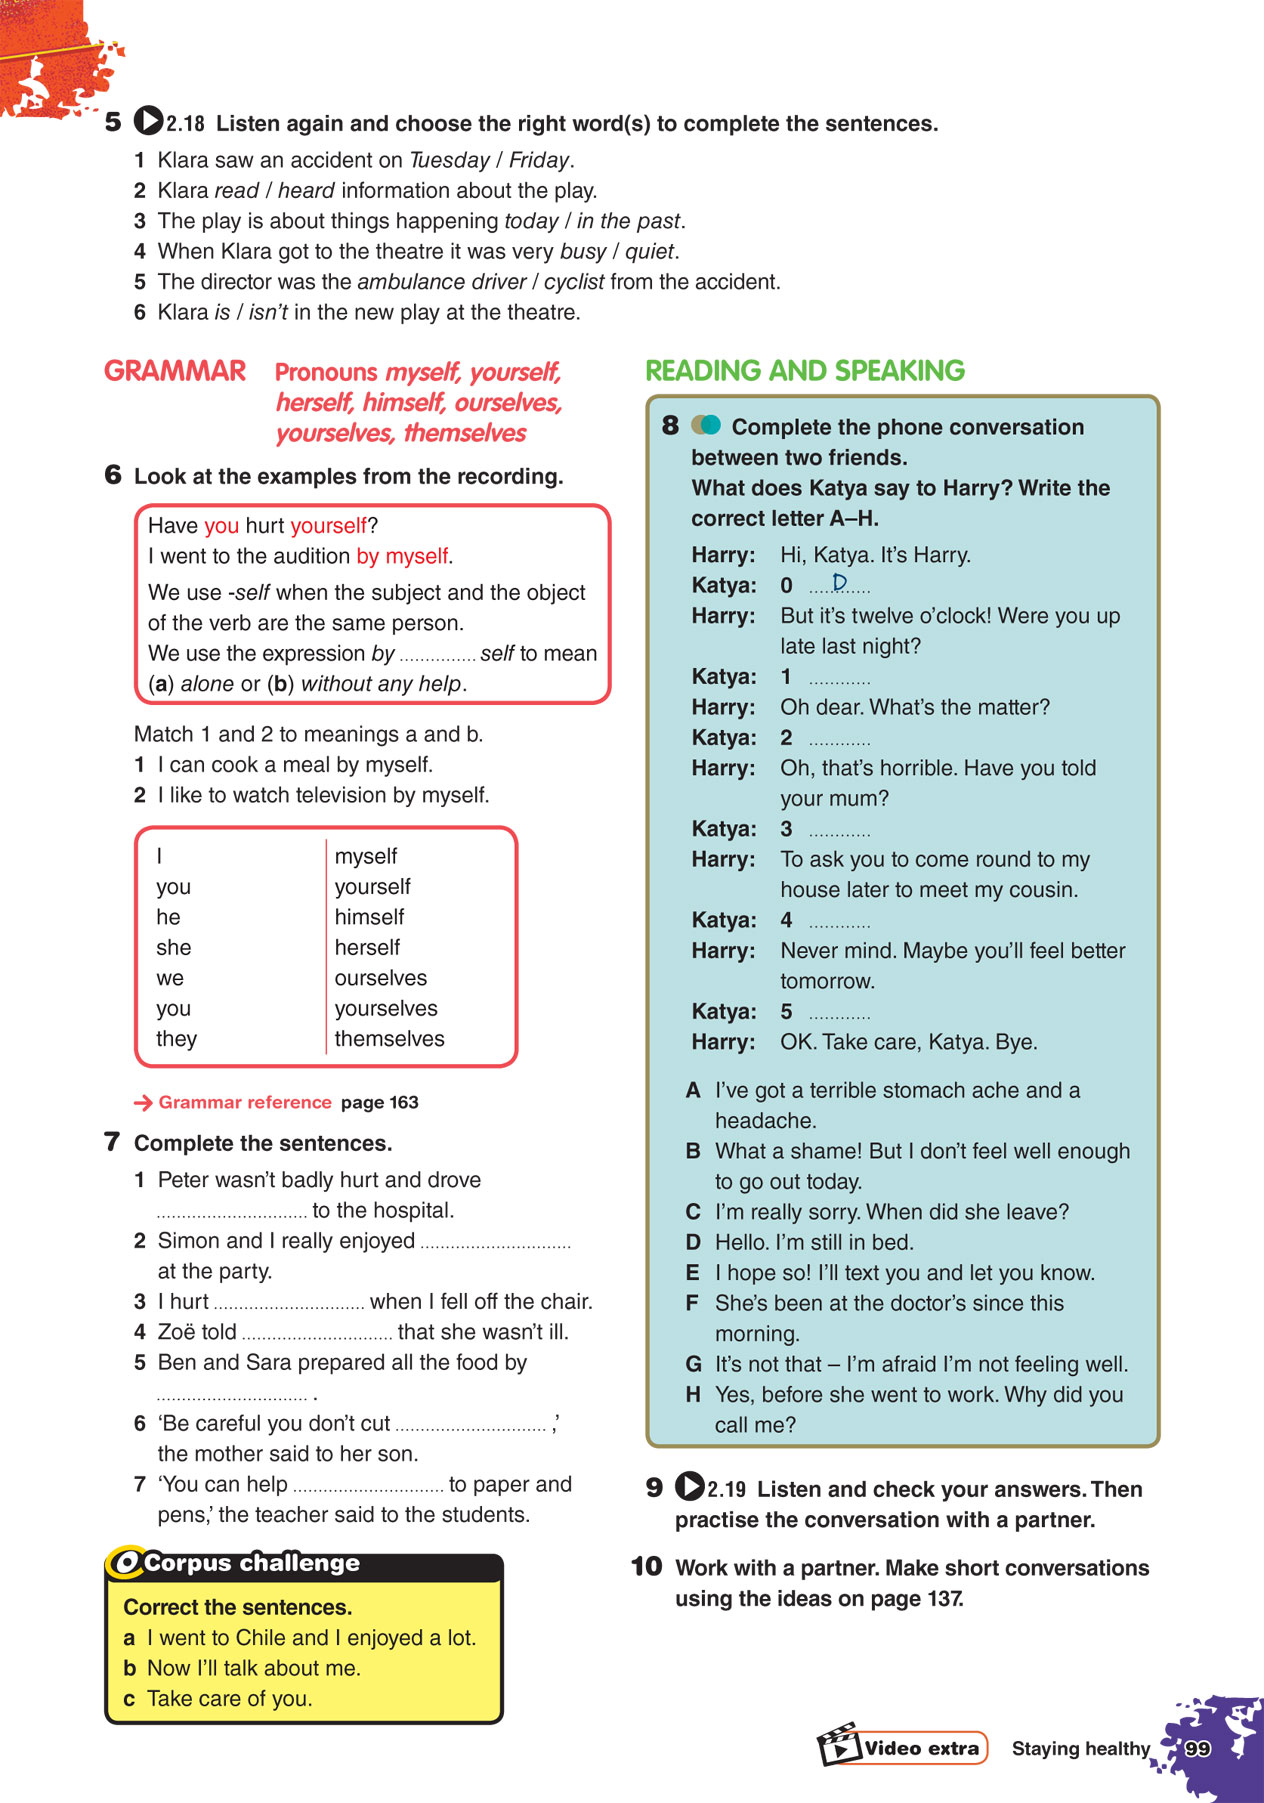 5 2.18 Listen again and choose the right word(s) to complete the sentences.
1 Klara saw an accident on Tuesday / Friday.
2 Klara read / heard information about the play.
3 The play is about things happening today / in the past.
4 When Klara got to the theatre it was very busy / quiet.
5 The director was the ambulance driver / cyclist from the accident.
6 Klara is / isn't in the new play at the theatre.
GRAMMAR Pronouns myself, yourself,
herself, himself, ourselves,
yourselves, themselves
6 Look at the examples from the recording.
Have you hurt yourself?
I went to the audition by myself.
We use -self when the subject and the object
of the verb are the same person.
We use the expression by ............... self to mean
(a) alone or (b) without any help.
Match 1 and 2 to meanings a and b.
1 I can cook a meal by myself.
2 I like to watch television by myself.
I myself
you yourself
he himself
she herself
we ourselves
you yourselves
they themselves
→ Grammar reference page 163
7 Complete the sentences.
1 Peter wasn't badly hurt and drove
.............................. to the hospital.
2 Simon and I really enjoyed ..............................
at the party.
3 I hurt .............................. when I fell off the chair.
4 Zoë told .............................. that she wasn't ill.
5 Ben and Sara prepared all the food by
.............................. .
6 ‘Be careful you don't cut .............................. ,’
the mother said to her son.
7 ‘You can help .............................. to paper and
pens,’ the teacher said to the students.
Corpus challenge
Correct the sentences.
a I went to Chile and I enjoyed a lot.
b Now I'll talk about me.
c Take care of you.
READING AND SPEAKING
8 Complete the phone conversation
between two friends.
What does Katya say to Harry? Write the
correct letter A–H.
Harry: Hi, Katya. It's Harry.
Katya: 0 ....D.......
Harry: But it's twelve o'clock! Were you up
late last night?
Katya: 1 ............
Harry: Oh dear. What's the matter?
Katya: 2 ............
Harry: Oh, that's horrible. Have you told
your mum?
Katya: 3 ............
Harry: To ask you to come round to my
house later to meet my cousin.
Katya: 4 ............
Harry: Never mind. Maybe you'll feel better
tomorrow.
Katya: 5 ............
Harry: OK. Take care, Katya. Bye.
A I've got a terrible stomach ache and a
headache.
B What a shame! But I don't feel well enough
to go out today.
C I'm really sorry. When did she leave?
D Hello. I'm still in bed.
E I hope so! I'll text you and let you know.
F She's been at the doctor's since this
morning.
G It's not that – I'm afraid I'm not feeling well.
H Yes, before she went to work. Why did you
call me?
9 2.19 Listen and check your answers. Then
practise the conversation with a partner.
10 Work with a partner. Make short conversations
using the ideas on page 137.
Video extra Staying healthy 99